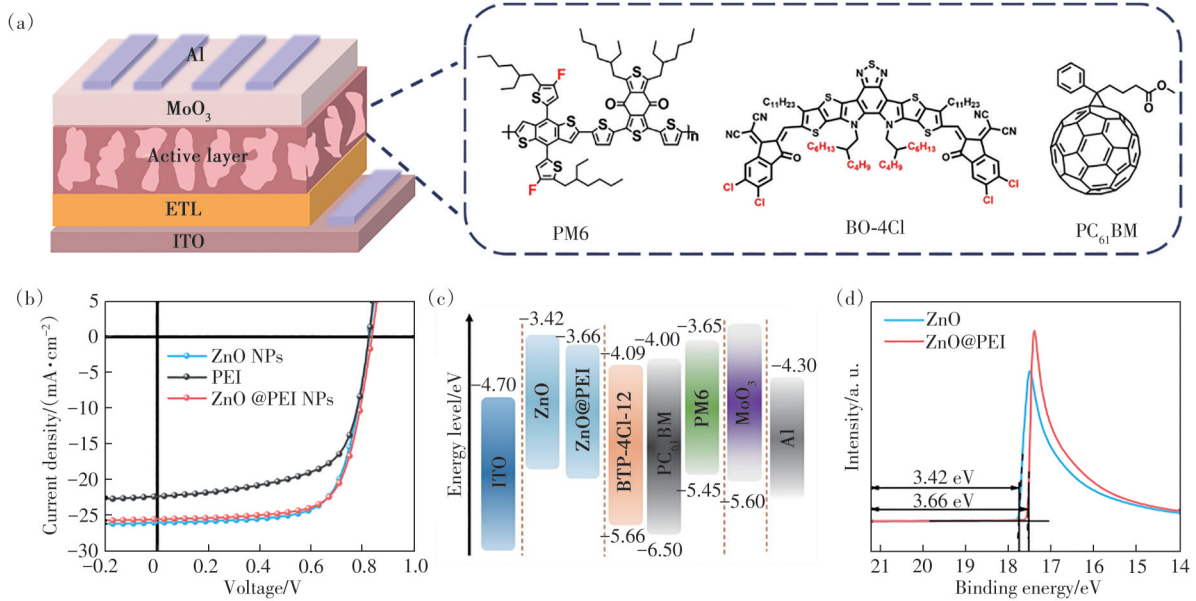 (a)
Al
MoO₃
Active layer
ETL
ITO
F
S
O
O
n
F
PM6
N S N
C₁₁H₂₃
C₁₁H₂₃
NC
CN
O
Cl
Cl
N
N
C₆H₁₃
C₆H₁₃
C₄H₉
C₄H₉
NC
CN
O
Cl
Cl
BO-4Cl
O
O
PC₆₁BM
(b)
Current density/(mA·cm⁻²)
5
0
−5
−10
−15
−20
−25
−30
ZnO NPs
PEI
ZnO @PEI NPs
−0.2
0
0.2
0.4
0.6
0.8
1.0
Voltage/V
(c)
Energy level/eV
−4.70
ITO
−3.42
ZnO
−3.66
ZnO@PEI
−4.09
BTP-4Cl-12
−5.66
−4.00
PC₆₁BM
−6.50
−3.65
PM6
−5.45
MoO₃
−5.60
−4.30
Al
(d)
Intensity/a. u.
ZnO
ZnO@PEI
3.42 eV
3.66 eV
21
20
19
18
17
16
15
14
Binding energy/eV